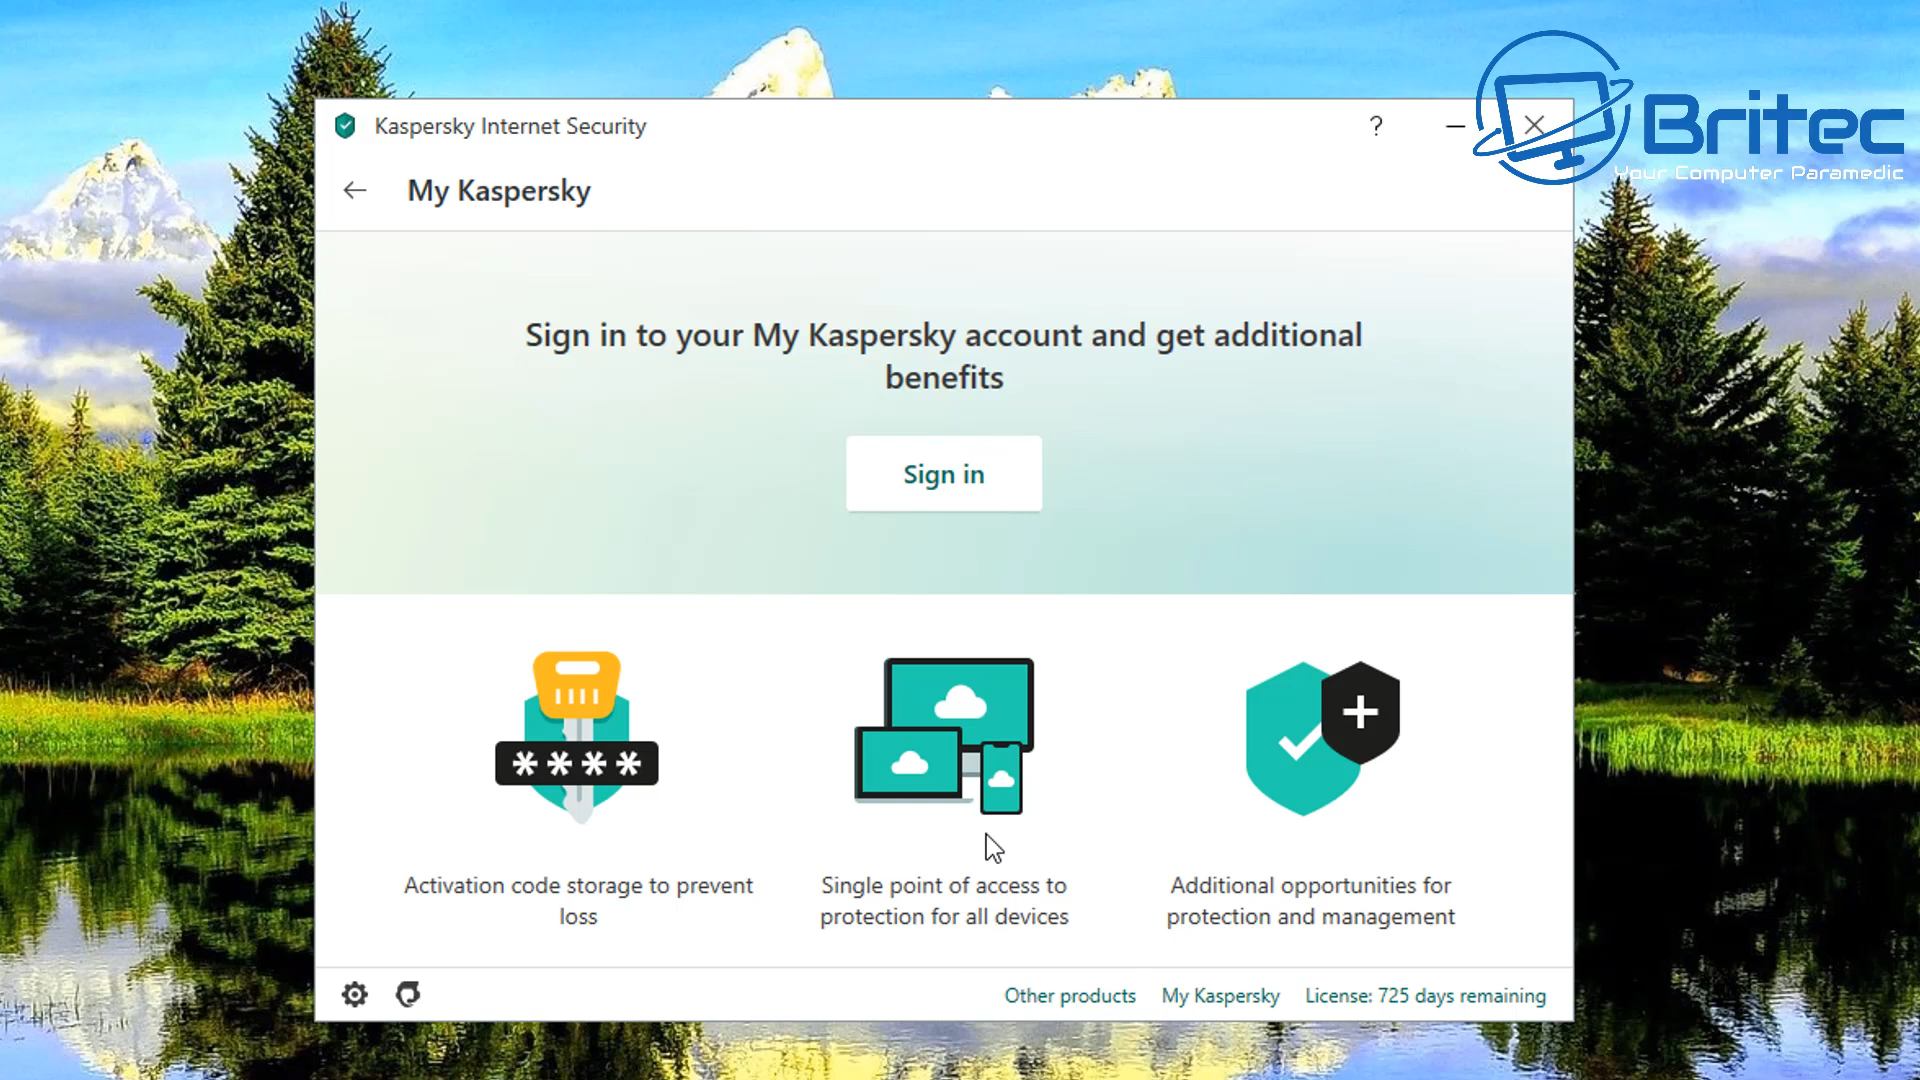 Kaspersky Internet Security
?
Britec
Your Computer Paramedic
My Kaspersky
Sign in to your My Kaspersky account and get additional
benefits
Sign in
****
Activation code storage to prevent
loss
Single point of access to
protection for all devices
Additional opportunities for
protection and management
Other products
My Kaspersky
License: 725 days remaining